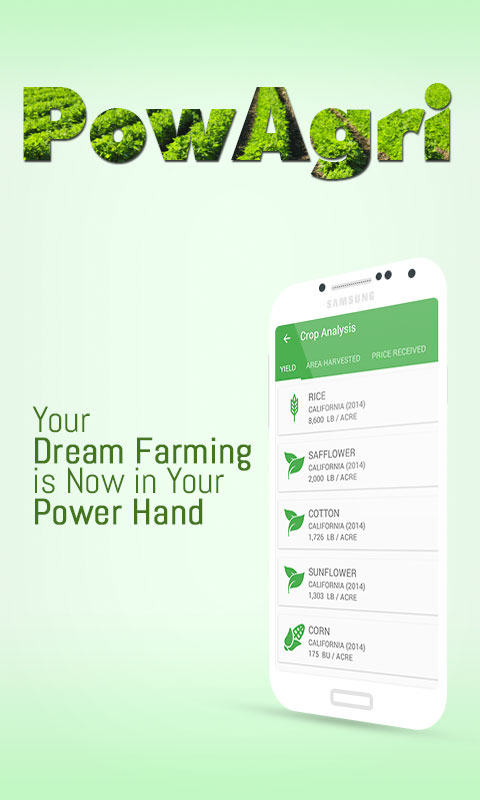 PowAgri
SAMSUNG
Crop Analysis
YIELD AREA HARVESTED PRICE RECEIVED
RICE
CALIFORNIA (2014)
8,600 LB / ACRE
SAFFLOWER
CALIFORNIA (2014)
2,000 LB / ACRE
COTTON
CALIFORNIA (2014)
1,726 LB / ACRE
SUNFLOWER
CALIFORNIA (2014)
1,303 LB / ACRE
CORN
CALIFORNIA (2014)
175 BU / ACRE
Your
Dream Farming
is Now in Your
Power Hand